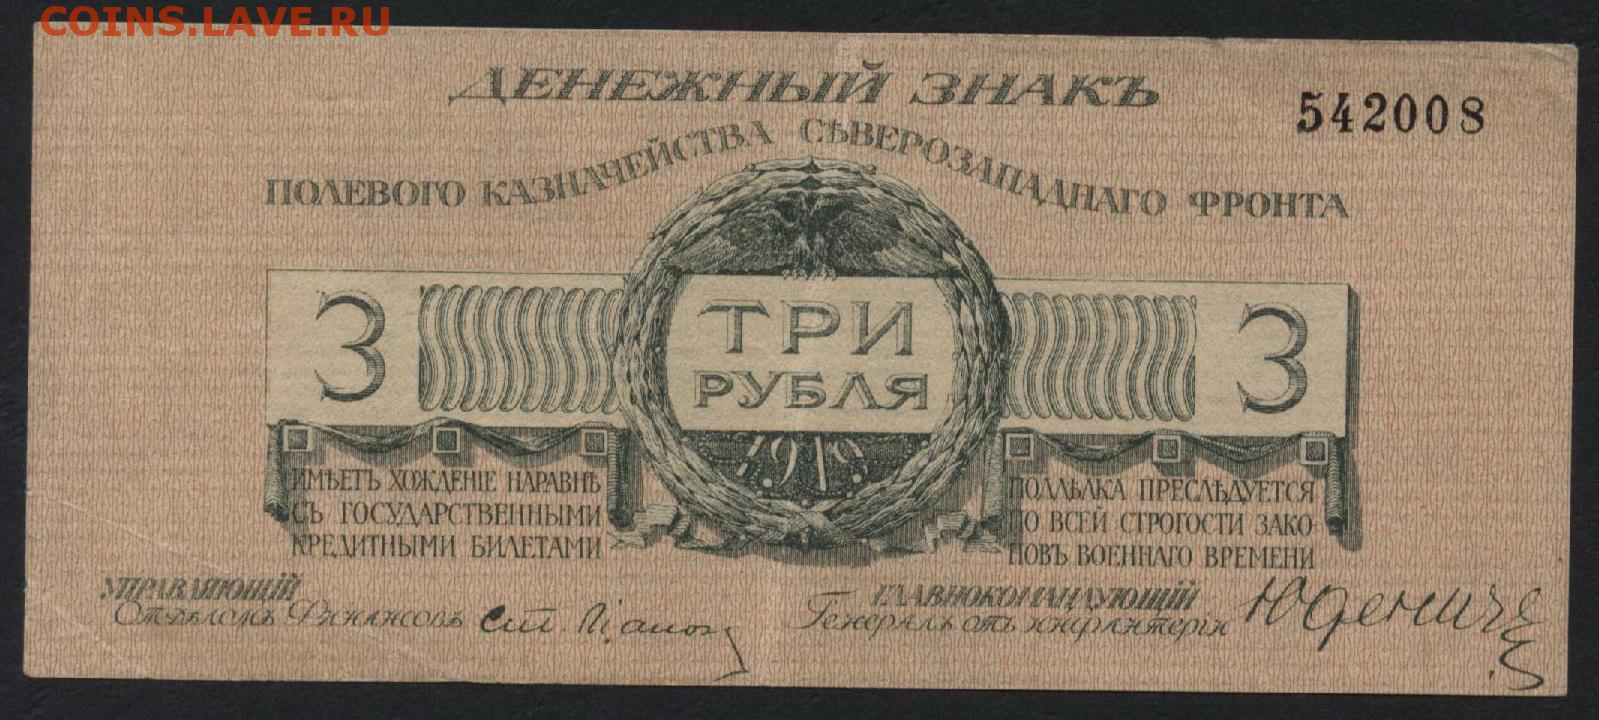 COINS.LAVE.RU
ДЕНЕЖНЫЙ ЗНАКЪ
542008
ПОЛЕВОГО КАЗНАЧЕЙСТВА СѢВЕРОЗАПАДНАГО ФРОНТА
3
ТРИ
РУБЛЯ
3
1919
ИМѢЕТЪ ХОЖДЕНІЕ НАРАВНѢ
СЪ ГОСУДАРСТВЕННЫМИ
КРЕДИТНЫМИ БИЛЕТАМИ
ПОДДѢЛКА ПРЕСЛѢДУЕТСЯ
ПО ВСЕЙ СТРОГОСТИ ЗАКО-
НОВЪ ВОЕННАГО ВРЕМЕНИ
УПРАВЛЯЮЩІЙ
Отдѣломъ Финансовъ
ГЛАВНОКОМАНДУЮЩІЙ
Генералъ отъ инфантеріи Юденичъ